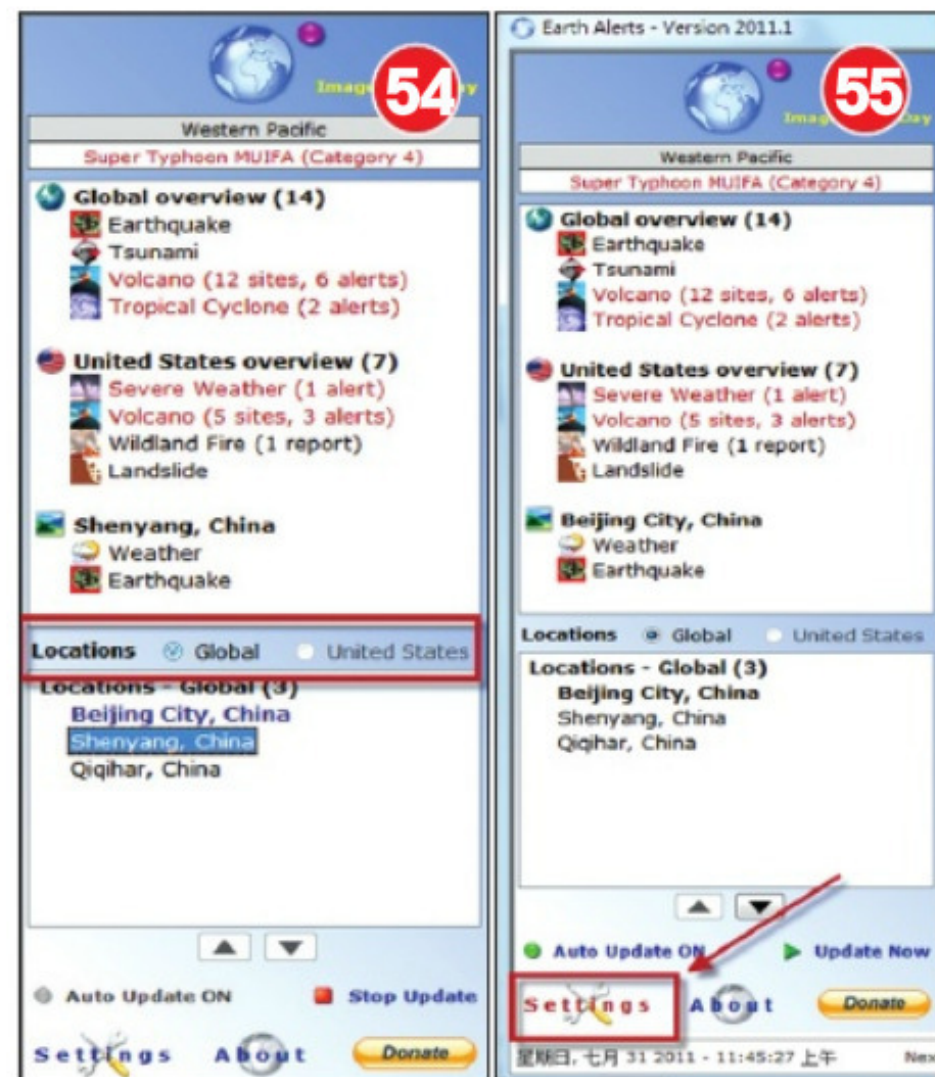 54
Western Pacific
Super Typhoon MUIFA (Category 4)
Global overview (14)
Earthquake
Tsunami
Volcano (12 sites, 6 alerts)
Tropical Cyclone (2 alerts)
United States overview (7)
Severe Weather (1 alert)
Volcano (5 sites, 3 alerts)
Wildland Fire (1 report)
Landslide
Shenyang, China
Weather
Earthquake
Locations Global United States
Locations - Global (3)
Beijing City, China
Shenyang, China
Qiqihar, China
Auto Update ON Stop Update
Settings About Donate
Earth Alerts - Version 2011.1
55
Western Pacific
Super Typhoon MUIFA (Category 4)
Global overview (14)
Earthquake
Tsunami
Volcano (12 sites, 6 alerts)
Tropical Cyclone (2 alerts)
United States overview (7)
Severe Weather (1 alert)
Volcano (5 sites, 3 alerts)
Wildland Fire (1 report)
Landslide
Beijing City, China
Weather
Earthquake
Locations Global United States
Locations - Global (3)
Beijing City, China
Shenyang, China
Qiqihar, China
Auto Update ON Update Now
Settings About Donate
星期日, 七月 31 2011 - 11:45:27 上午 Nex